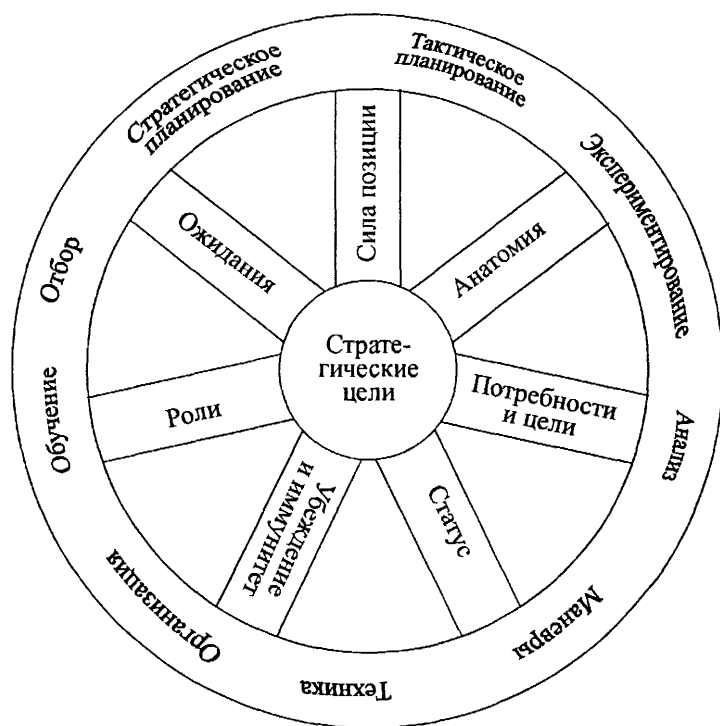 Стратегическое
планирование
Тактическое
планирование
Экспериментирование
Анализ
Маневры
Техника
Организация
Обучение
Отбор
Сила позиции
Анатомия
Потребности
и цели
Статус
Убеждение
и иммунитет
Роли
Ожидания
Страте-
гические
цели